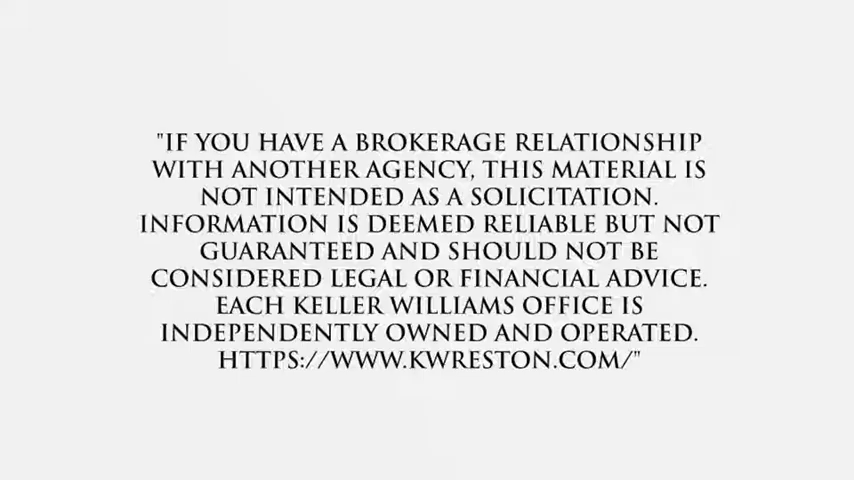 "IF YOU HAVE A BROKERAGE RELATIONSHIP
WITH ANOTHER AGENCY, THIS MATERIAL IS
NOT INTENDED AS A SOLICITATION.
INFORMATION IS DEEMED RELIABLE BUT NOT
GUARANTEED AND SHOULD NOT BE
CONSIDERED LEGAL OR FINANCIAL ADVICE.
EACH KELLER WILLIAMS OFFICE IS
INDEPENDENTLY OWNED AND OPERATED.
HTTPS://WWW.KWRESTON.COM/"